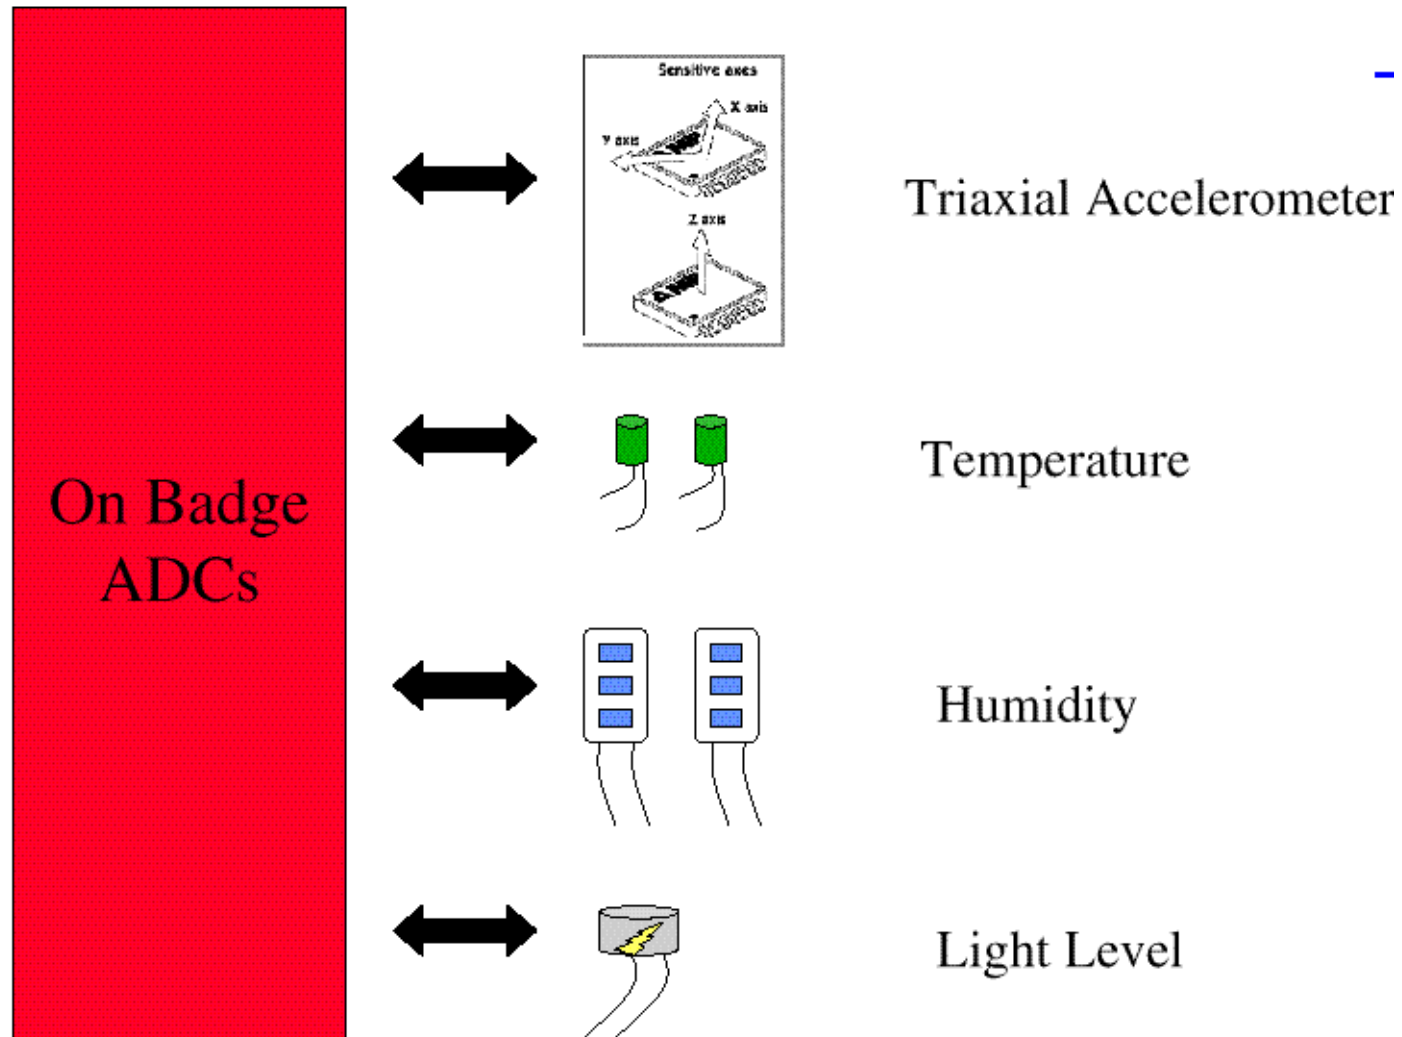 On Badge
ADCs
Sensitive axes
X axis
Y axis
Z axis
Triaxial Accelerometer
Temperature
Humidity
Light Level